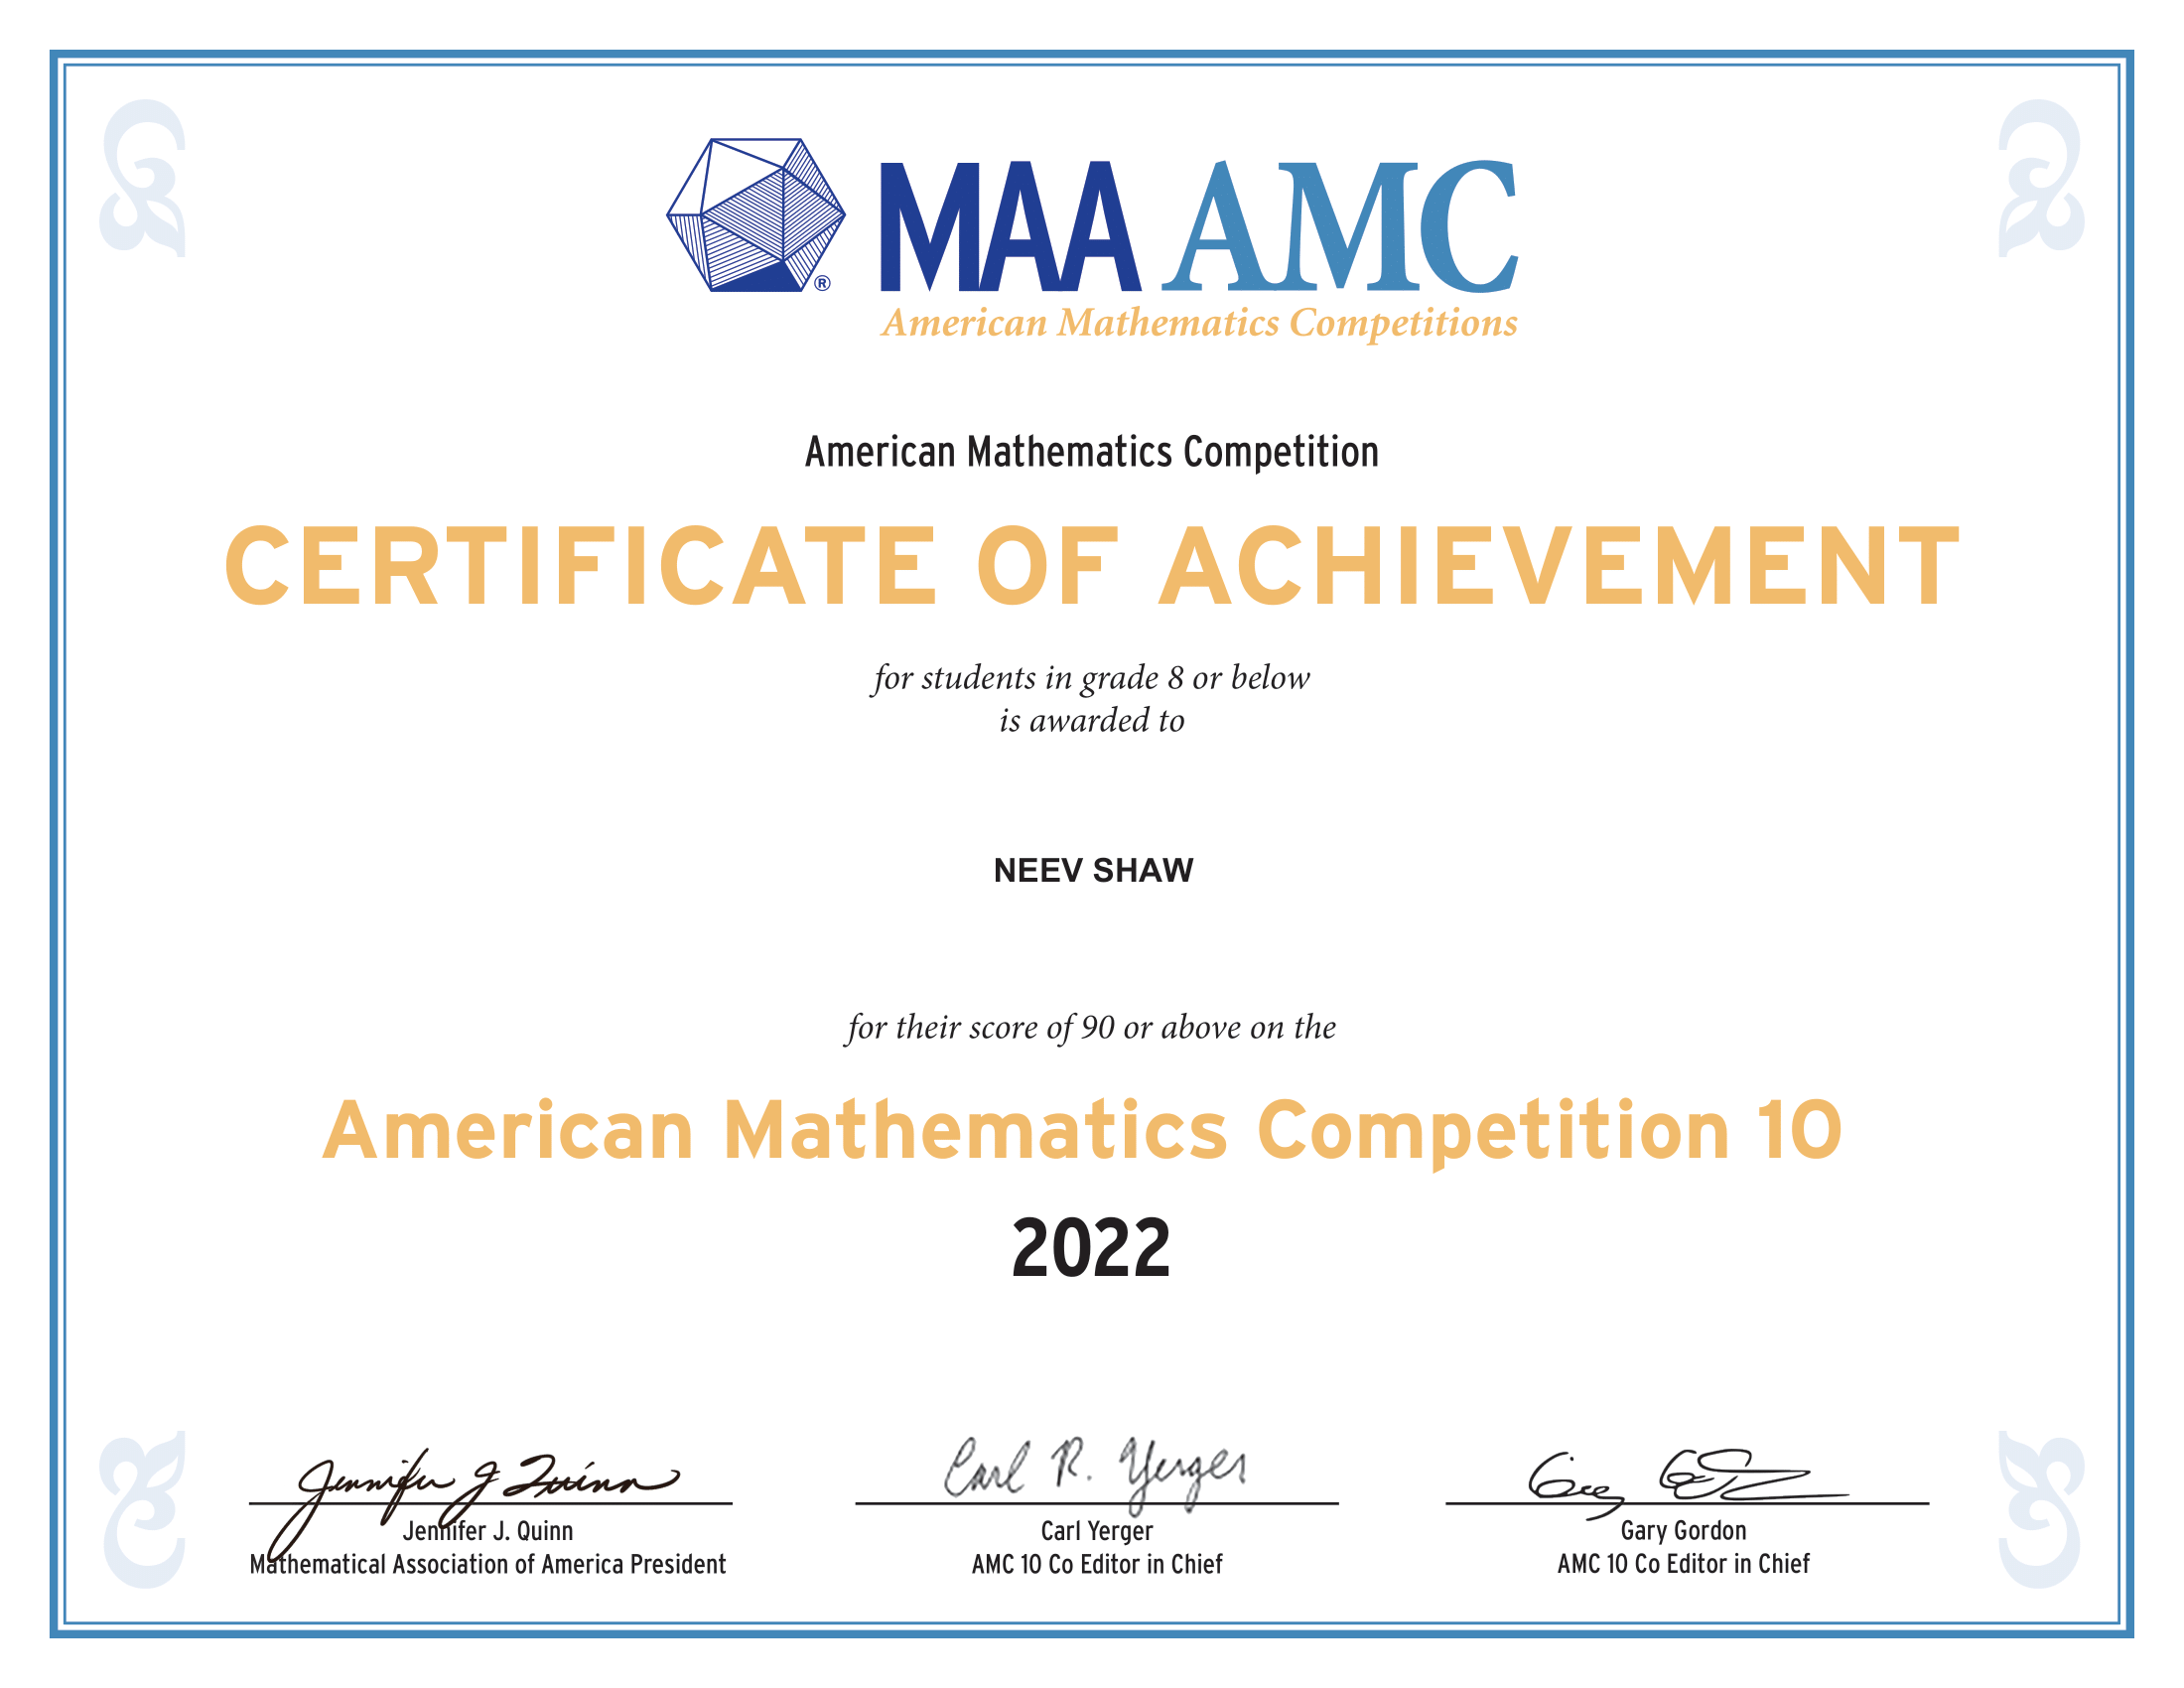 MAA AMC
American Mathematics Competitions
American Mathematics Competition
CERTIFICATE OF ACHIEVEMENT
for students in grade 8 or below
is awarded to
NEEV SHAW
for their score of 90 or above on the
American Mathematics Competition 10
2022
Jennifer J Quinn
Carl R. Yerger
Jennifer J. Quinn
Mathematical Association of America President
Carl Yerger
AMC 10 Co Editor in Chief
Gary Gordon
AMC 10 Co Editor in Chief